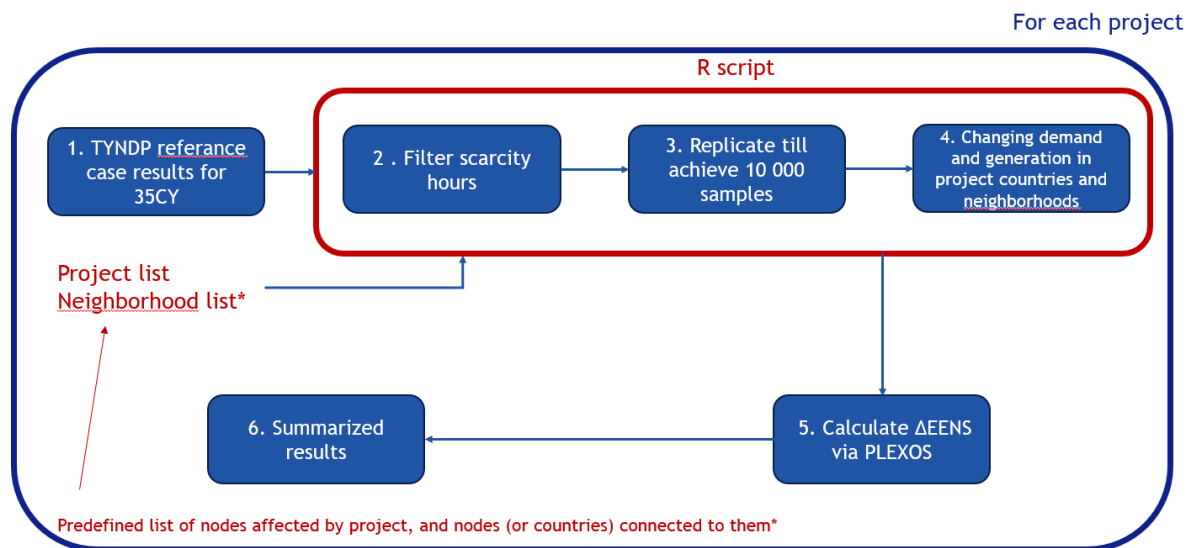 For each project
R script
1. TYNDP referance
case results for
35CY
2 . Filter scarcity
hours
3. Replicate till
achieve 10 000
samples
4. Changing demand
and generation in
project countries and
neighborhoods
Project list
Neighborhood list*
6. Summarized
results
5. Calculate ΔEENS
via PLEXOS
Predefined list of nodes affected by project, and nodes (or countries) connected to them*